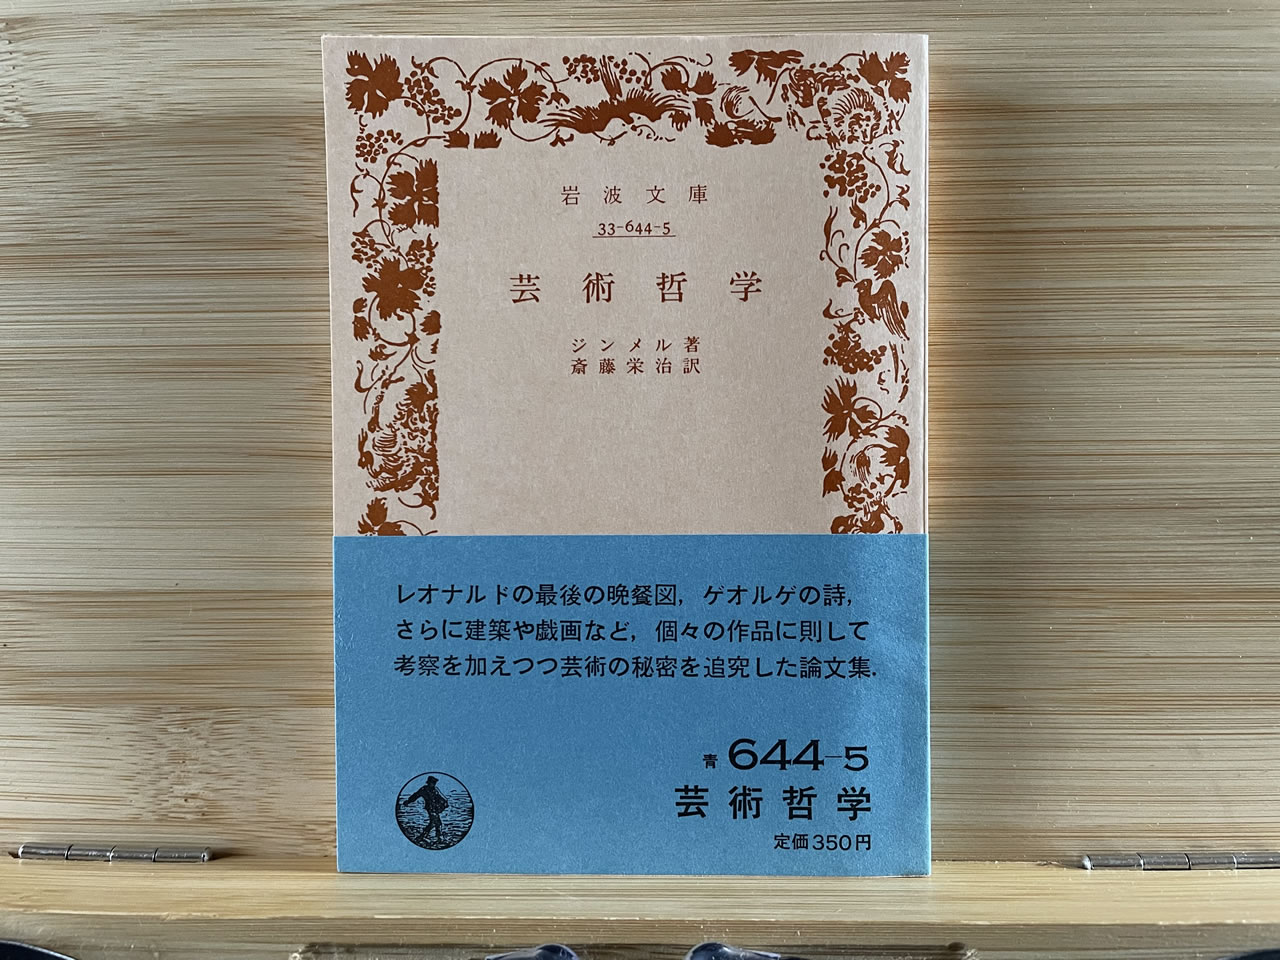 岩波文庫
33-644-5
芸術哲学
ジンメル著
斎藤栄治訳
レオナルドの最後の晩餐図，ゲオルゲの詩，
さらに建築や戯画など，個々の作品に則して
考察を加えつつ芸術の秘密を追究した論文集．
青 644-5
芸術哲学
定価350円